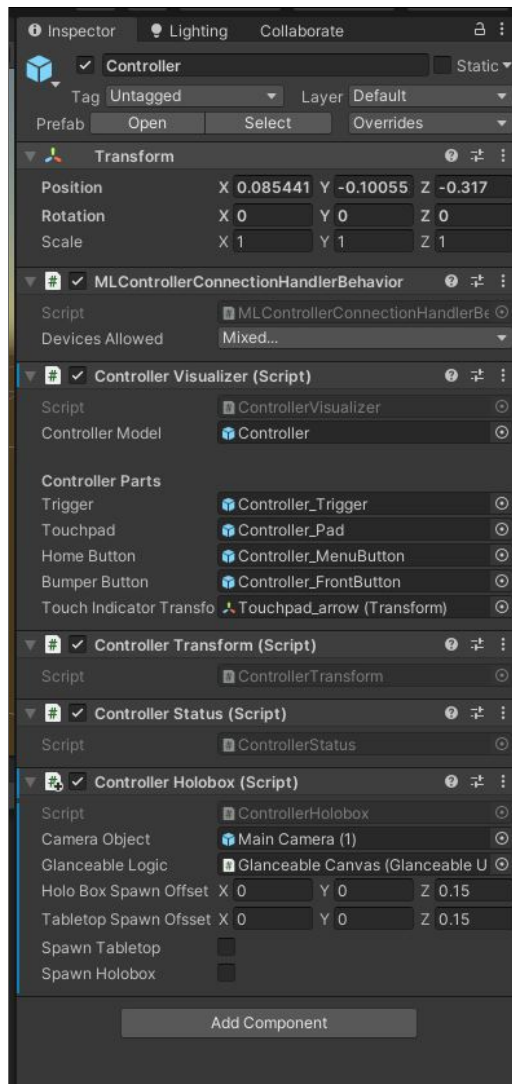 Inspector Lighting Collaborate
Controller Static
Tag Untagged Layer Default
Prefab Open Select Overrides
Transform
Position X 0.085441 Y -0.10055 Z -0.317
Rotation X 0 Y 0 Z 0
Scale X 1 Y 1 Z 1
# MLControllerConnectionHandlerBehavior
Script MLControllerConnectionHandlerBe
Devices Allowed Mixed...
# Controller Visualizer (Script)
Script ControllerVisualizer
Controller Model Controller
Controller Parts
Trigger Controller_Trigger
Touchpad Controller_Pad
Home Button Controller_MenuButton
Bumper Button Controller_FrontButton
Touch Indicator Transfo Touchpad_arrow (Transform)
# Controller Transform (Script)
Script ControllerTransform
# Controller Status (Script)
Script ControllerStatus
# Controller Holobox (Script)
Script ControllerHolobox
Camera Object Main Camera (1)
Glanceable Logic Glanceable Canvas (Glanceable U
Holo Box Spawn Offset X 0 Y 0 Z 0.15
Tabletop Spawn Ofsset X 0 Y 0 Z 0.15
Spawn Tabletop
Spawn Holobox
Add Component